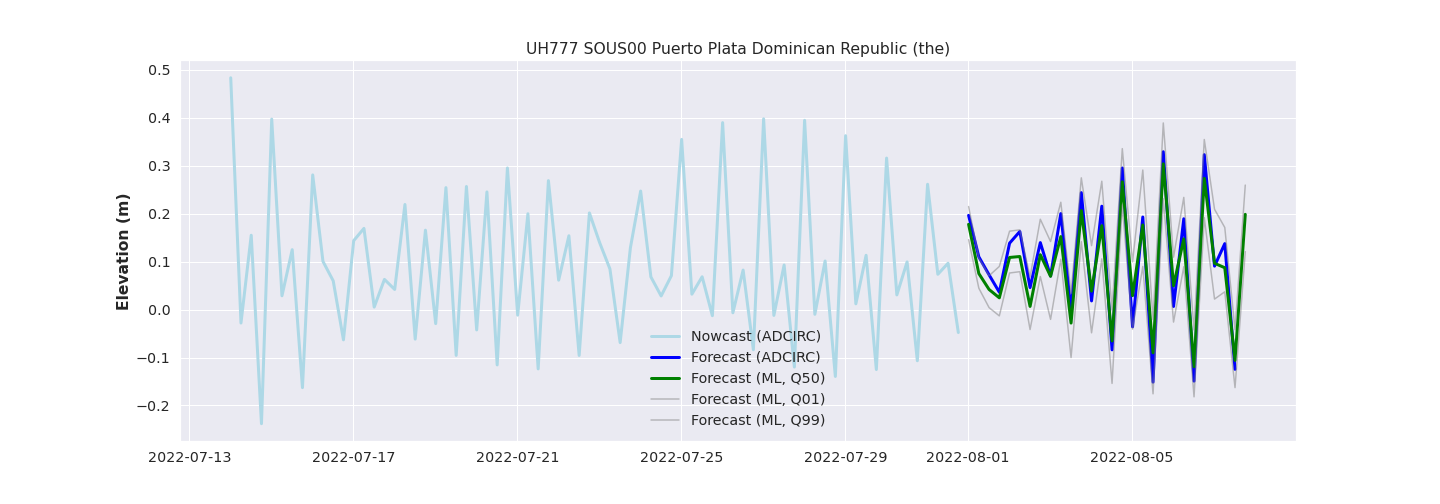 UH777 SOUS00 Puerto Plata Dominican Republic (the)
Elevation (m)
0.5
0.4
0.3
0.2
0.1
0.0
−0.1
−0.2
Nowcast (ADCIRC)
Forecast (ADCIRC)
Forecast (ML, Q50)
Forecast (ML, Q01)
Forecast (ML, Q99)
2022-07-13 2022-07-17 2022-07-21 2022-07-25 2022-07-29 2022-08-01 2022-08-05